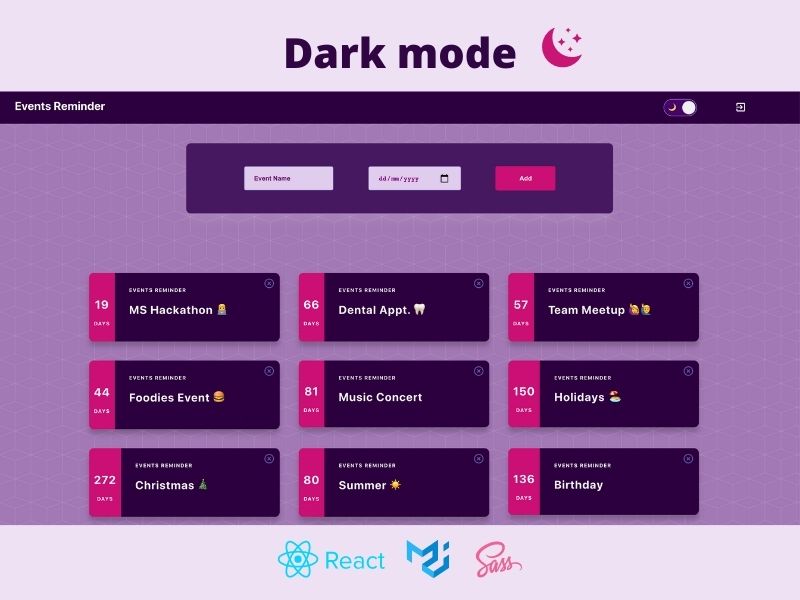 Dark mode
Events Reminder
Event Name
dd/mm/yyyy
Add
19
DAYS
EVENTS REMINDER
MS Hackathon
66
DAYS
EVENTS REMINDER
Dental Appt.
57
DAYS
EVENTS REMINDER
Team Meetup
44
DAYS
EVENTS REMINDER
Foodies Event
81
DAYS
EVENTS REMINDER
Music Concert
150
DAYS
EVENTS REMINDER
Holidays
272
DAYS
EVENTS REMINDER
Christmas
80
DAYS
EVENTS REMINDER
Summer
136
DAYS
EVENTS REMINDER
Birthday
React
Sass